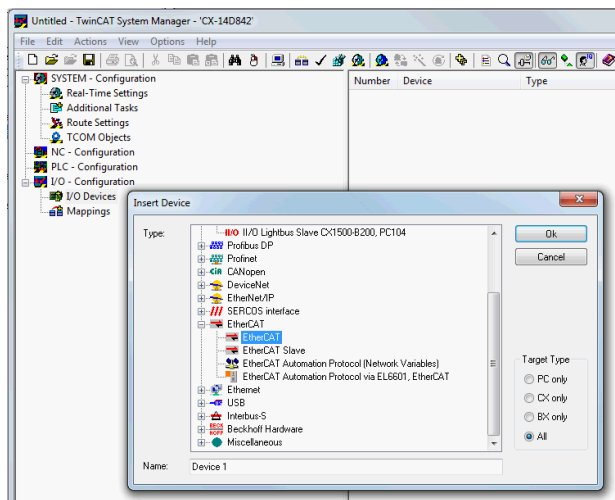 Untitled - TwinCAT System Manager - 'CX-14D842'
File Edit Actions View Options Help
Number Device Type
SYSTEM - Configuration
Real-Time Settings
Additional Tasks
Route Settings
TCOM Objects
NC - Configuration
PLC - Configuration
I/O - Configuration
I/O Devices
Mappings
Insert Device
Type:
II/O II/O Lightbus Slave CX1500-B200, PC104
Profibus DP
Profinet
CiA CANopen
DeviceNet
EtherNet/IP
SERCOS interface
EtherCAT
EtherCAT
EtherCAT Slave
EtherCAT Automation Protocol (Network Variables)
EtherCAT Automation Protocol via EL6601, EtherCAT
Ethernet
USB
Interbus-S
BECK HOFF Beckhoff Hardware
Miscellaneous
Ok
Cancel
Target Type
PC only
CX only
BX only
All
Name: Device 1